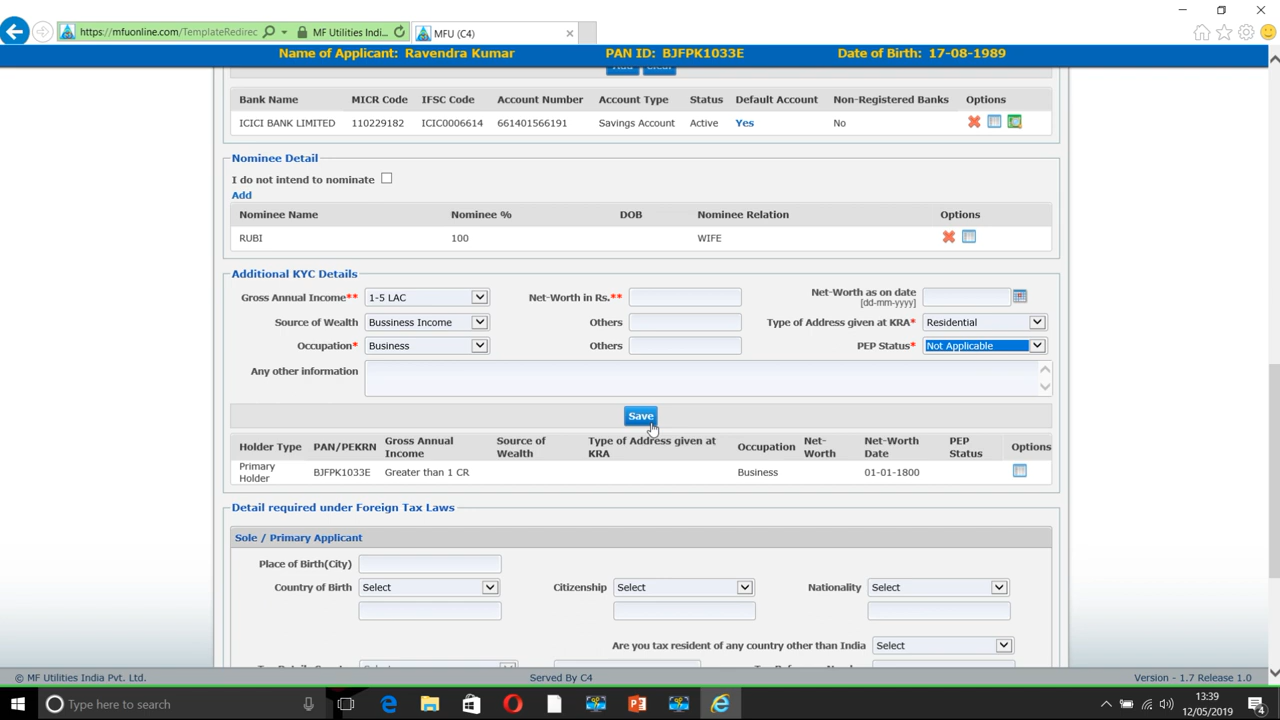 https://mfuonline.com/TemplateRedirec
MF Utilities Indi...
MFU (C4)
Name of Applicant: Ravendra Kumar PAN ID: BJFPK1033E Date of Birth: 17-08-1989
Add Clear
Bank Name MICR Code IFSC Code Account Number Account Type Status Default Account Non-Registered Banks Options
ICICI BANK LIMITED 110229182 ICIC0006614 661401566191 Savings Account Active Yes No
Nominee Detail
I do not intend to nominate
Add
Nominee Name Nominee % DOB Nominee Relation Options
RUBI 100 WIFE
Additional KYC Details
Gross Annual Income** 1-5 LAC Net-Worth in Rs.** Net-Worth as on date
[dd-mm-yyyy]
Source of Wealth Bussiness Income Others Type of Address given at KRA* Residential
Occupation* Business Others PEP Status* Not Applicable
Any other information
Save
Holder Type PAN/PEKRN Gross Annual Income Source of Wealth Type of Address given at KRA Occupation Net-Worth Net-Worth Date PEP Status Options
Primary Holder BJFPK1033E Greater than 1 CR Business 01-01-1800
Detail required under Foreign Tax Laws
Sole / Primary Applicant
Place of Birth(City)
Country of Birth Select Citizenship Select Nationality Select
Are you tax resident of any country other than India Select
© MF Utilities India Pvt. Ltd. Served By C4 Version - 1.7 Release 1.0
Type here to search
13:39
12/05/2019
4